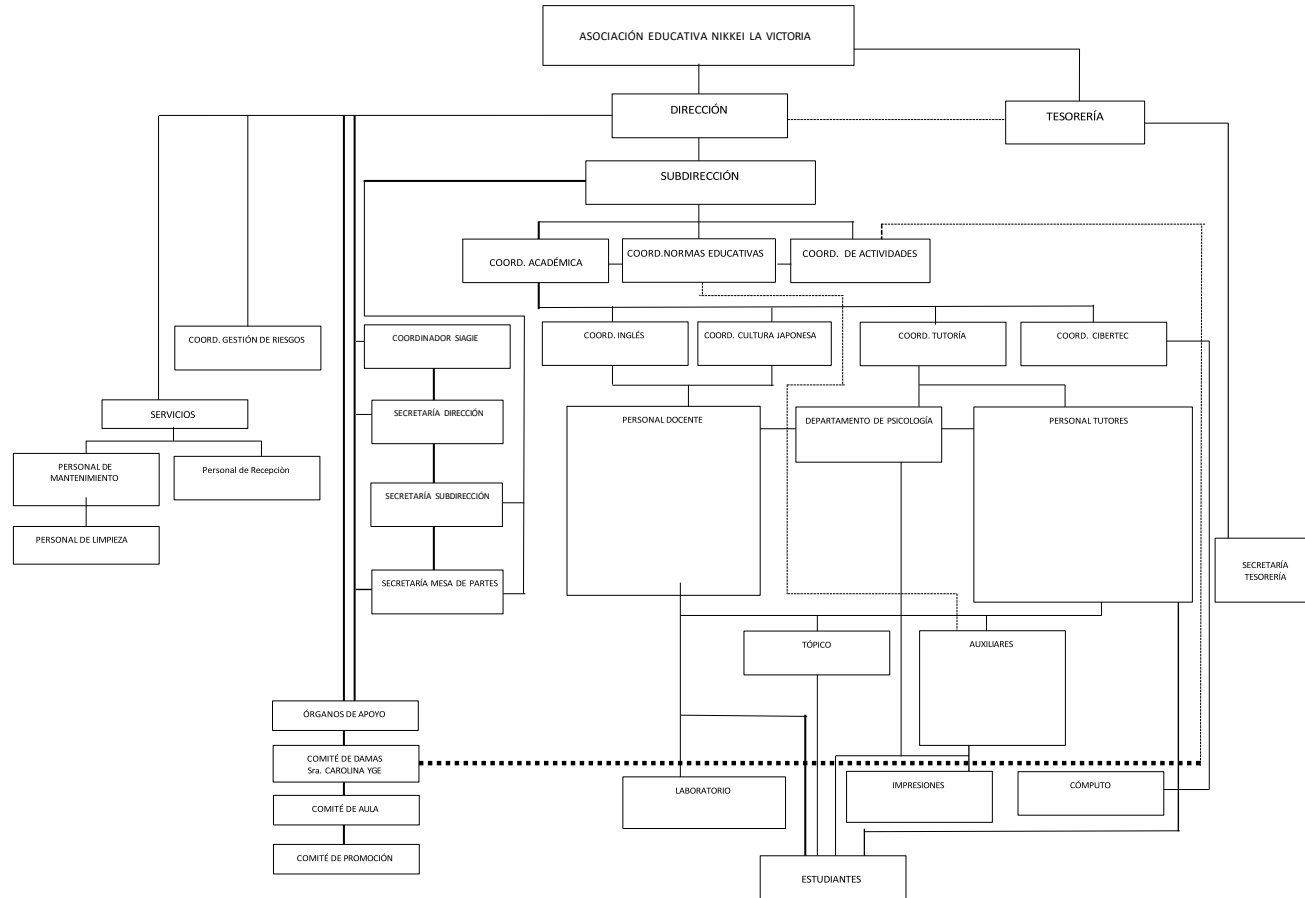 ASOCIACIÓN EDUCATIVA NIKKEI LA VICTORIA
DIRECCIÓN
TESORERÍA
SUBDIRECCIÓN
COORD. ACADÉMICA
COORD.NORMAS EDUCATIVAS
COORD. DE ACTIVIDADES
COORD. GESTIÓN DE RIESGOS
COORDINADOR SIAGIE
COORD. INGLÉS
COORD. CULTURA JAPONESA
COORD. TUTORÍA
COORD. CIBERTEC
SERVICIOS
SECRETARÍA DIRECCIÓN
PERSONAL DOCENTE
DEPARTAMENTO DE PSICOLOGÍA
PERSONAL TUTORES
PERSONAL DE
MANTENIMIENTO
Personal de Recepciòn
SECRETARÍA SUBDIRECCIÓN
PERSONAL DE LIMPIEZA
SECRETARÍA MESA DE PARTES
SECRETARÍA
TESORERÍA
TÓPICO
AUXILIARES
ÓRGANOS DE APOYO
COMITÉ DE DAMAS
Sra. CAROLINA YGE
LABORATORIO
IMPRESIONES
CÓMPUTO
COMITÉ DE AULA
COMITÉ DE PROMOCIÓN
ESTUDIANTES